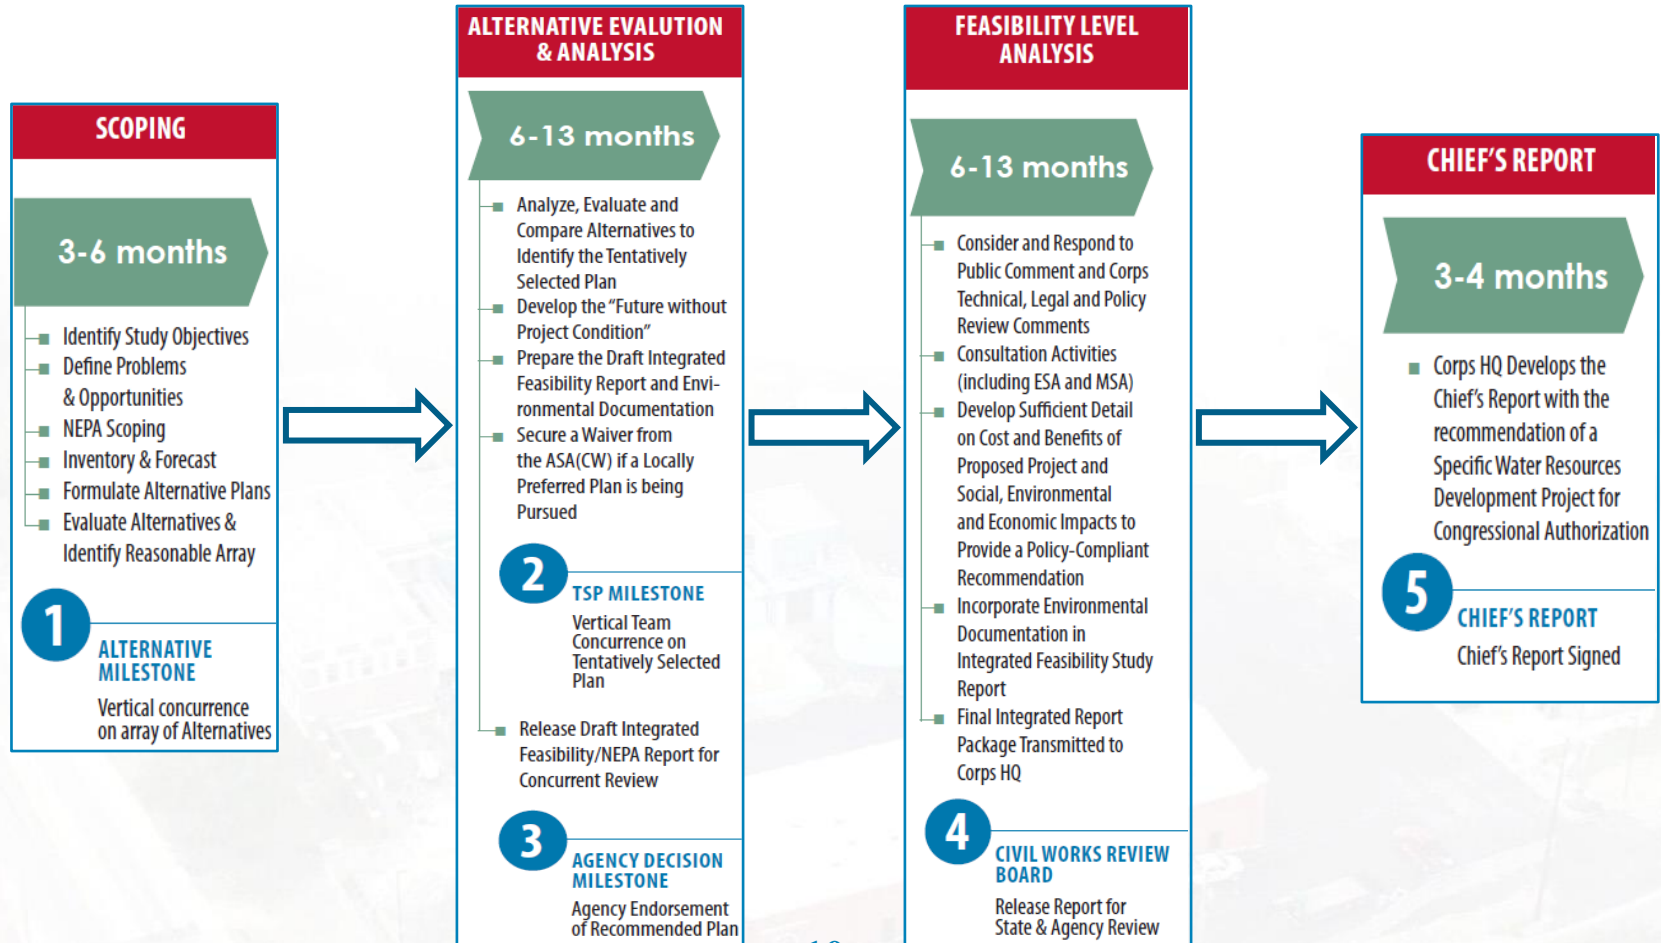 SCOPING
3-6 months
Identify Study Objectives
Define Problems
& Opportunities
NEPA Scoping
Inventory & Forecast
Formulate Alternative Plans
Evaluate Alternatives &
Identify Reasonable Array
1
ALTERNATIVE
MILESTONE
Vertical concurrence
on array of Alternatives
ALTERNATIVE EVALUTION
& ANALYSIS
6-13 months
Analyze, Evaluate and
Compare Alternatives to
Identify the Tentatively
Selected Plan
Develop the “Future without
Project Condition”
Prepare the Draft Integrated
Feasibility Report and Envi-
ronmental Documentation
Secure a Waiver from
the ASA(CW) if a Locally
Preferred Plan is being
Pursued
2
TSP MILESTONE
Vertical Team
Concurrence on
Tentatively Selected
Plan
Release Draft Integrated
Feasibility/NEPA Report for
Concurrent Review
3
AGENCY DECISION
MILESTONE
Agency Endorsement
of Recommended Plan
FEASIBILITY LEVEL
ANALYSIS
6-13 months
Consider and Respond to
Public Comment and Corps
Technical, Legal and Policy
Review Comments
Consultation Activities
(including ESA and MSA)
Develop Sufficient Detail
on Cost and Benefits of
Proposed Project and
Social, Environmental
and Economic Impacts to
Provide a Policy-Compliant
Recommendation
Incorporate Environmental
Documentation in
Integrated Feasibility Study
Report
Final Integrated Report
Package Transmitted to
Corps HQ
4
CIVIL WORKS REVIEW
BOARD
Release Report for
State & Agency Review
CHIEF’S REPORT
3-4 months
Corps HQ Develops the
Chief’s Report with the
recommendation of a
Specific Water Resources
Development Project for
Congressional Authorization
5
CHIEF’S REPORT
Chief’s Report Signed